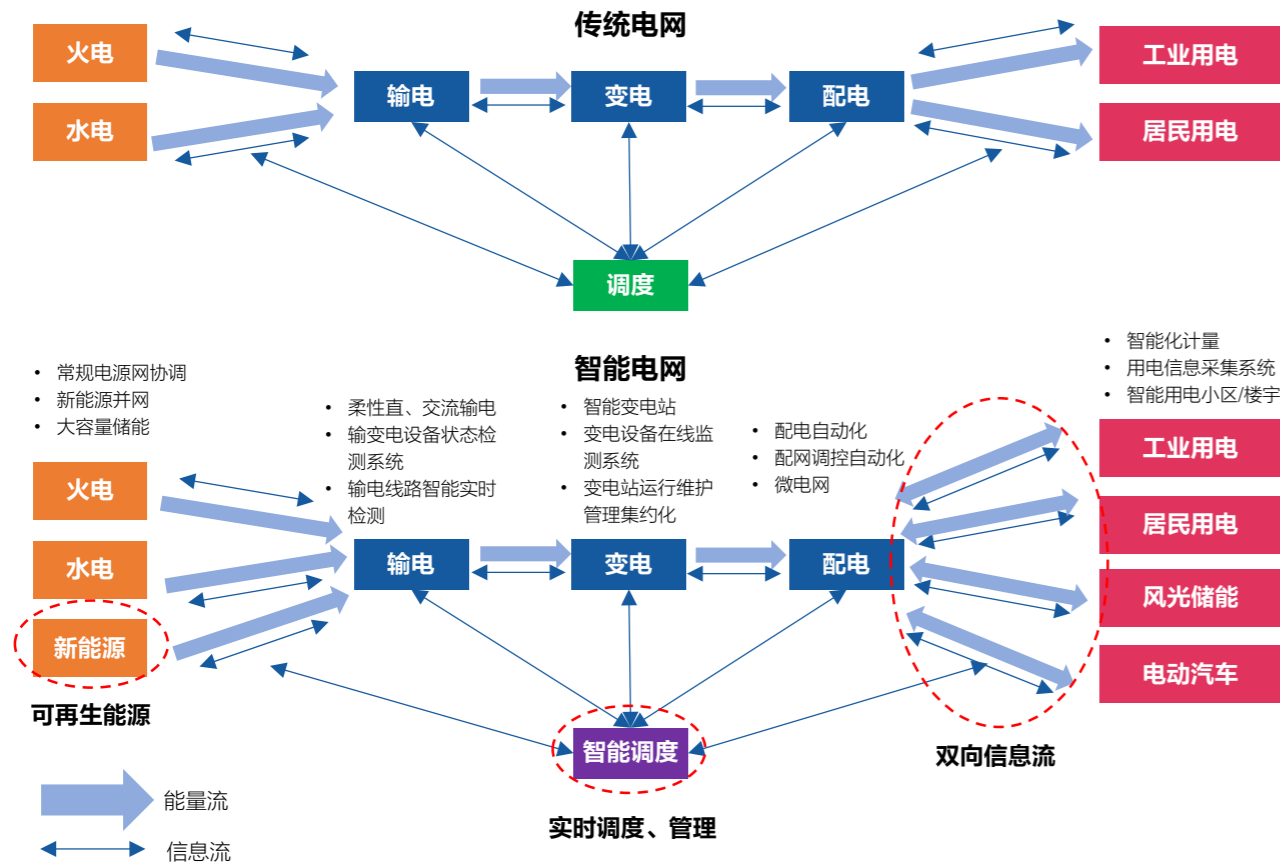 传统电网
火电
水电
输电
变电
配电
工业用电
居民用电
调度
智能电网
• 常规电源网协调
• 新能源并网
• 大容量储能
• 柔性直、交流输电
• 输变电设备状态检
测系统
• 输电线路智能实时
检测
• 智能变电站
• 变电设备在线监
测系统
• 变电站运行维护
管理集约化
• 配电自动化
• 配网调控自动化
• 微电网
• 智能化计量
• 用电信息采集系统
• 智能用电小区/楼宇
火电
水电
新能源
可再生能源
输电
变电
配电
工业用电
居民用电
风光储能
电动汽车
智能调度
实时调度、管理
双向信息流
能量流
信息流